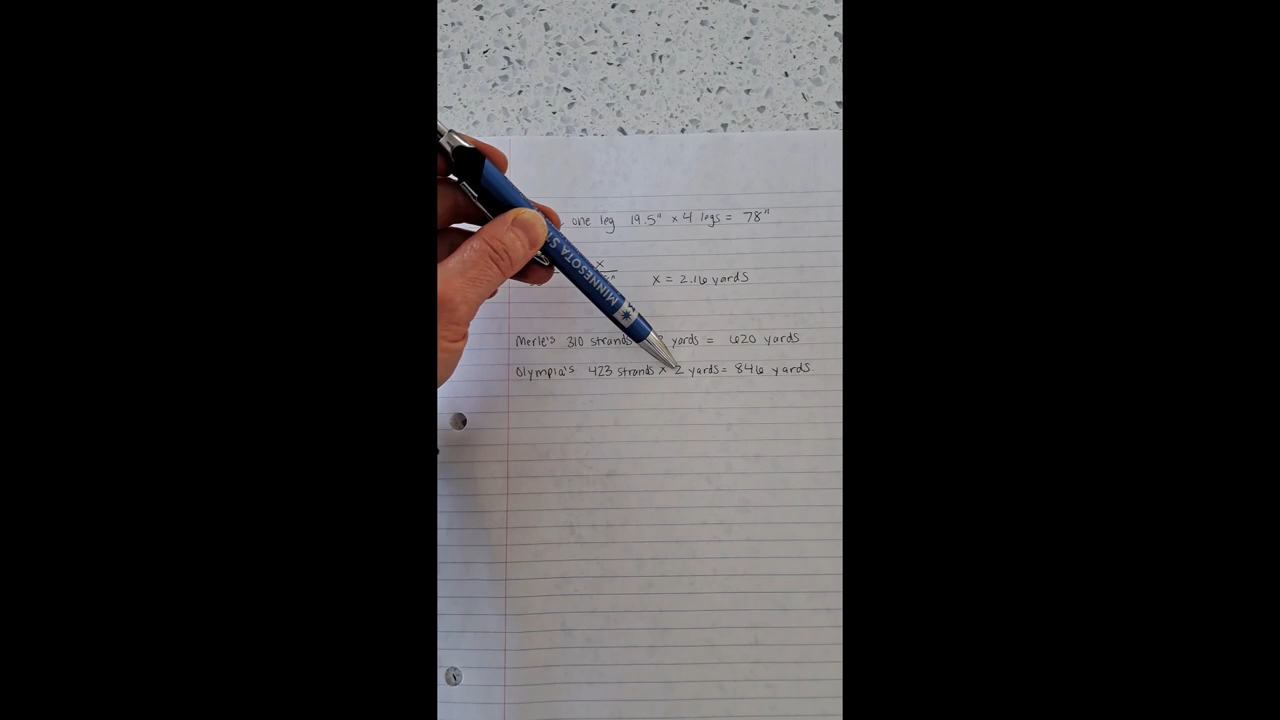 one leg 19.5" x 4 legs = 78"
x
x = 2.16 yards
Merle's 310 strands yards = 620 yards
Olympia's 423 strands x 2 yards = 846 yards
MINNESOTA ST